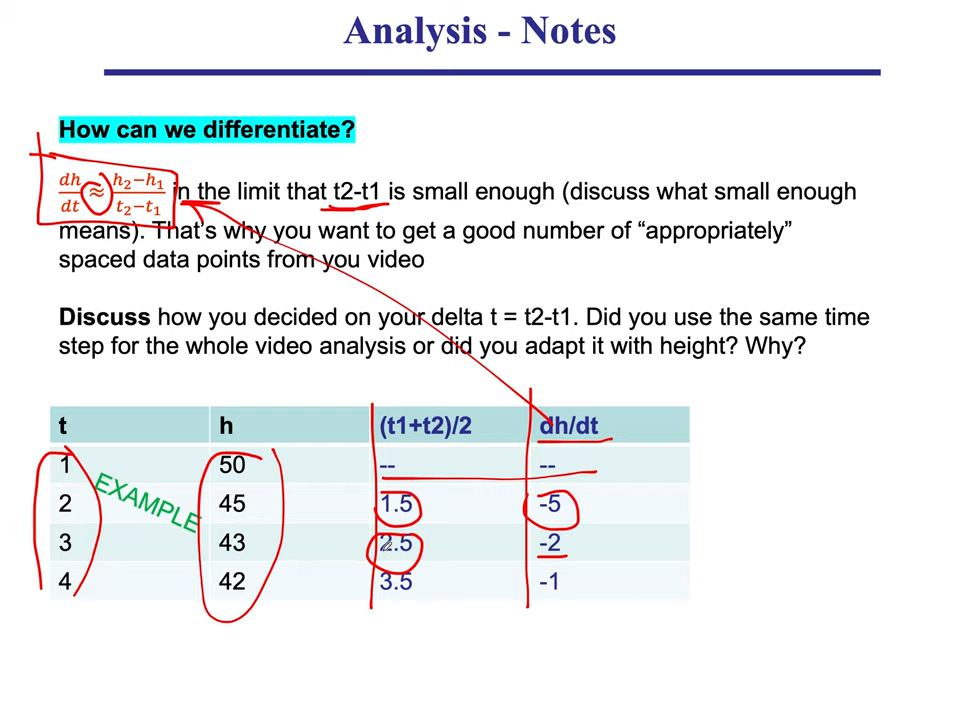 Analysis - Notes
How can we differentiate?
dh/dt ≈ (h₂−h₁)/(t₂−t₁) in the limit that t2-t1 is small enough (discuss what small enough
means). That's why you want to get a good number of “appropriately”
spaced data points from you video
Discuss how you decided on your delta t = t2-t1. Did you use the same time
step for the whole video analysis or did you adapt it with height? Why?
t h (t1+t2)/2 dh/dt
1 50 -- --
2 45 1.5 -5
3 43 2.5 -2
4 42 3.5 -1
EXAMPLE